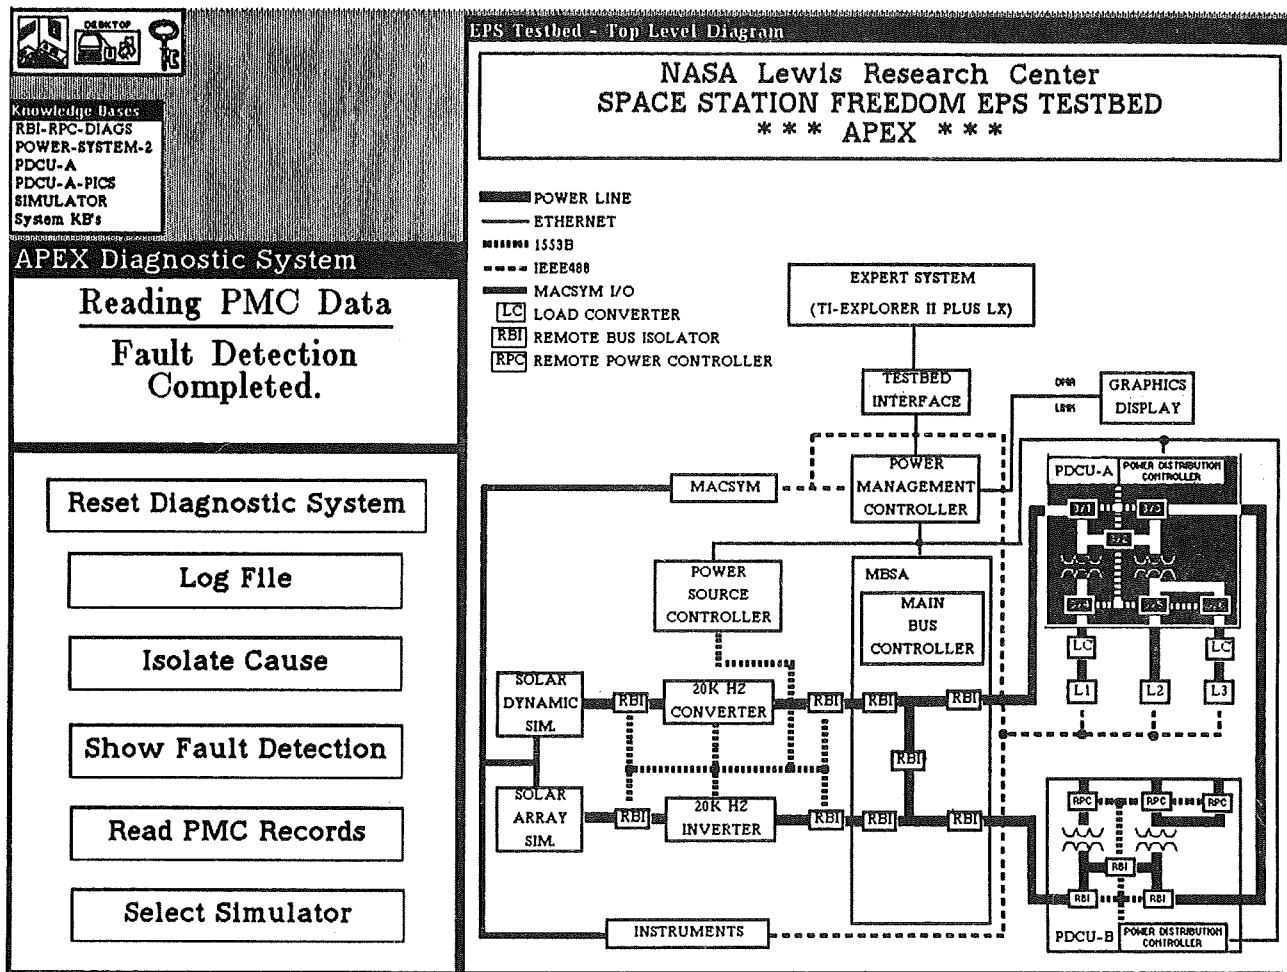 DESKTOP
Knowledge Bases
RBI-RPC-DIAGS
POWER-SYSTEM-2
PDCU-A
PDCU-A-PICS
SIMULATOR
System KB's
APEX Diagnostic System
Reading PMC Data
Fault Detection
Completed.
Reset Diagnostic System
Log File
Isolate Cause
Show Fault Detection
Read PMC Records
Select Simulator
EPS Testbed - Top Level Diagram
NASA Lewis Research Center
SPACE STATION FREEDOM EPS TESTBED
* * * APEX * * *
POWER LINE
ETHERNET
1553B
IEEE488
MACSYM I/O
LC LOAD CONVERTER
RBI REMOTE BUS ISOLATOR
RPC REMOTE POWER CONTROLLER
EXPERT SYSTEM
(TI-EXPLORER II PLUS LX)
TESTBED
INTERFACE
DMA
LINK
GRAPHICS
DISPLAY
MACSYM
POWER
MANAGEMENT
CONTROLLER
PDCU-A
POWER DISTRIBUTION
CONTROLLER
POWER
SOURCE
CONTROLLER
MBSA
MAIN
BUS
CONTROLLER
LC
LC
L1
L2
L3
SOLAR
DYNAMIC
SIM.
RBI
20K HZ
CONVERTER
RBI
RBI
RBI
RBI
SOLAR
ARRAY
SIM.
RBI
20K HZ
INVERTER
RBI
RBI
RBI
RPC
RPC
RPC
RBI
RBI
RBI
PDCU-B
POWER DISTRIBUTION
CONTROLLER
INSTRUMENTS